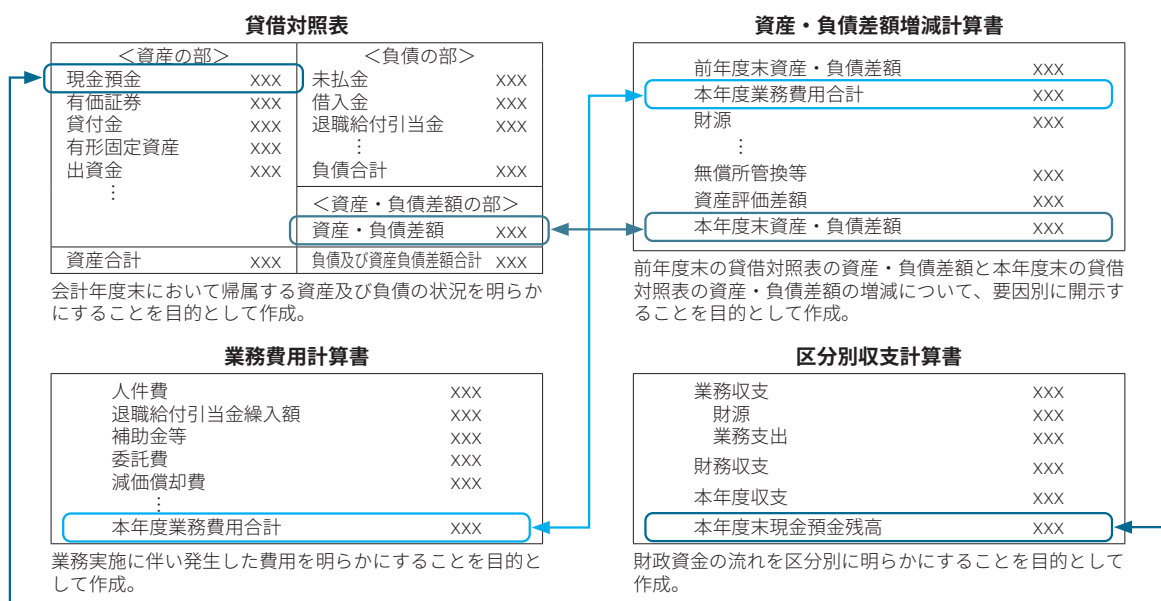 貸借対照表
<資産の部>
現金預金 XXX
有価証券 XXX
貸付金 XXX
有形固定資産 XXX
出資金 XXX
⋮
資産合計 XXX
<負債の部>
未払金 XXX
借入金 XXX
退職給付引当金 XXX
⋮
負債合計 XXX
<資産・負債差額の部>
資産・負債差額 XXX
負債及び資産負債差額合計 XXX
会計年度末において帰属する資産及び負債の状況を明らか
にすることを目的として作成。
資産・負債差額増減計算書
前年度末資産・負債差額 XXX
本年度業務費用合計 XXX
財源 XXX
⋮
無償所管換等 XXX
資産評価差額 XXX
本年度末資産・負債差額 XXX
前年度末の貸借対照表の資産・負債差額と本年度末の貸借
対照表の資産・負債差額の増減について、要因別に開示す
ることを目的として作成。
業務費用計算書
人件費 XXX
退職給付引当金繰入額 XXX
補助金等 XXX
委託費 XXX
減価償却費 XXX
⋮
本年度業務費用合計 XXX
業務実施に伴い発生した費用を明らかにすることを目的と
して作成。
区分別収支計算書
業務収支 XXX
財源 XXX
業務支出 XXX
財務収支 XXX
本年度収支 XXX
本年度末現金預金残高 XXX
財政資金の流れを区分別に明らかにすることを目的として
作成。